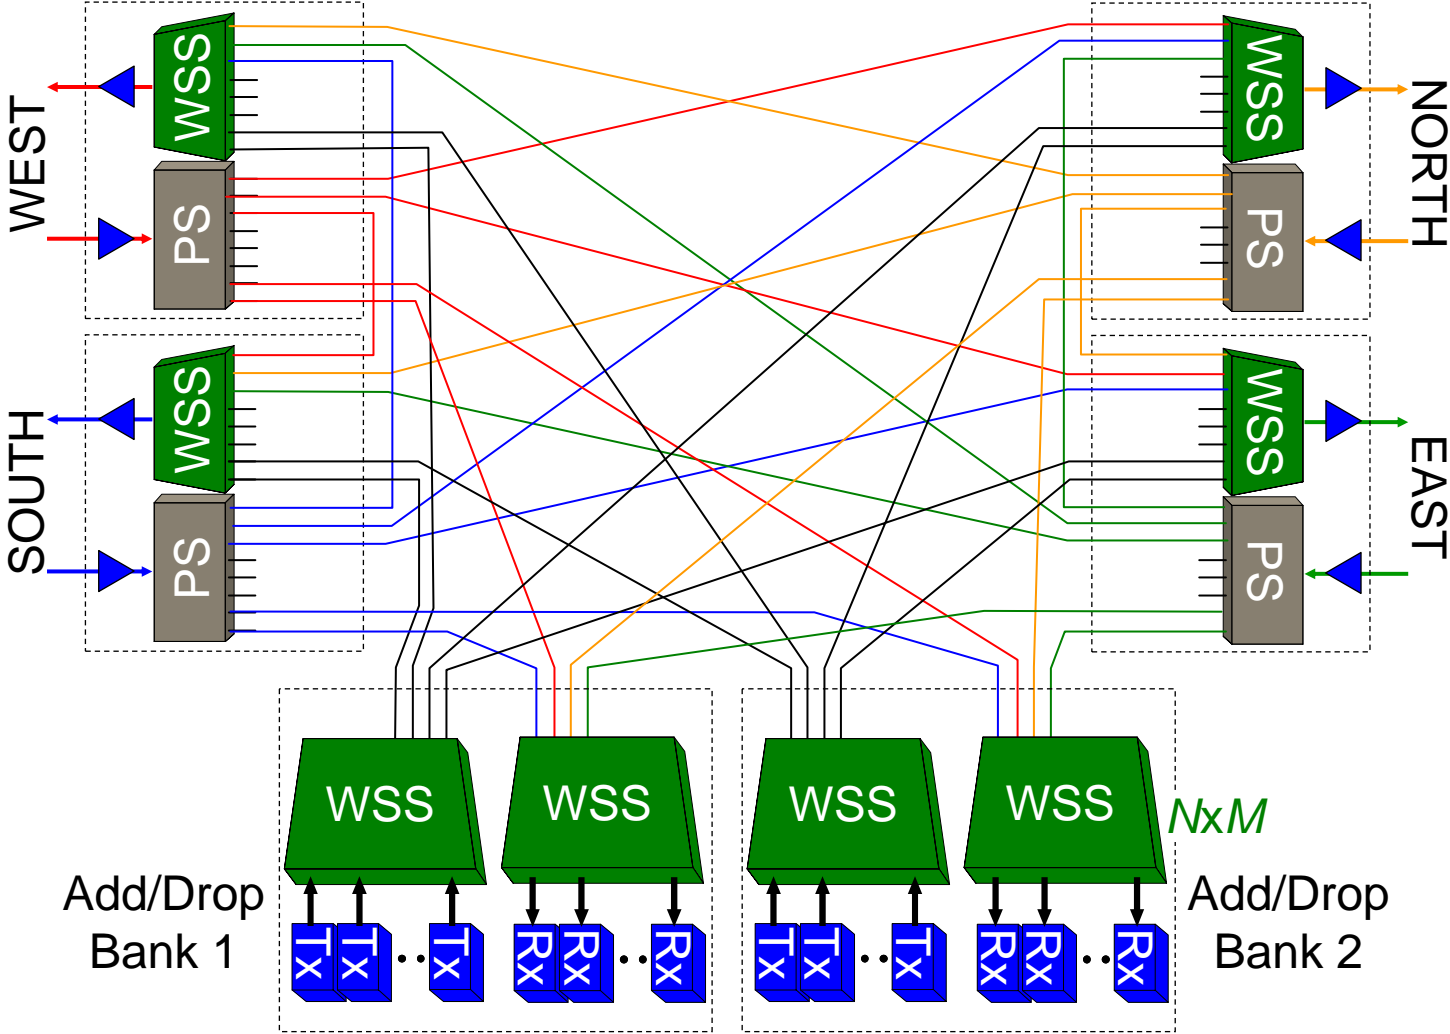 WEST
WSS
PS
SOUTH
WSS
PS
WSS
PS
NORTH
WSS
PS
EAST
WSS
WSS
WSS
WSS
NxM
Add/Drop
Bank 1
Tx
Tx
Tx
Rx
Rx
Rx
Tx
Tx
Tx
Rx
Rx
Rx
Add/Drop
Bank 2